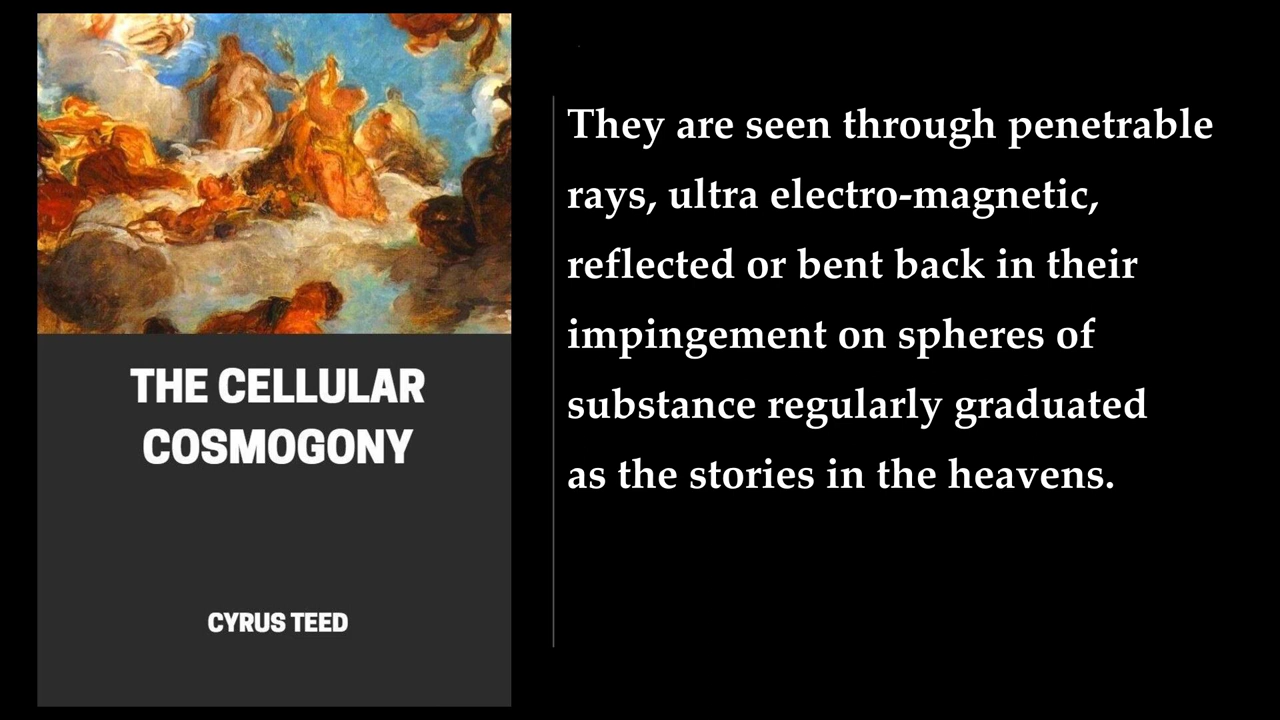 THE CELLULAR
COSMOGONY
CYRUS TEED
They are seen through penetrable
rays, ultra electro-magnetic,
reflected or bent back in their
impingement on spheres of
substance regularly graduated
as the stories in the heavens.